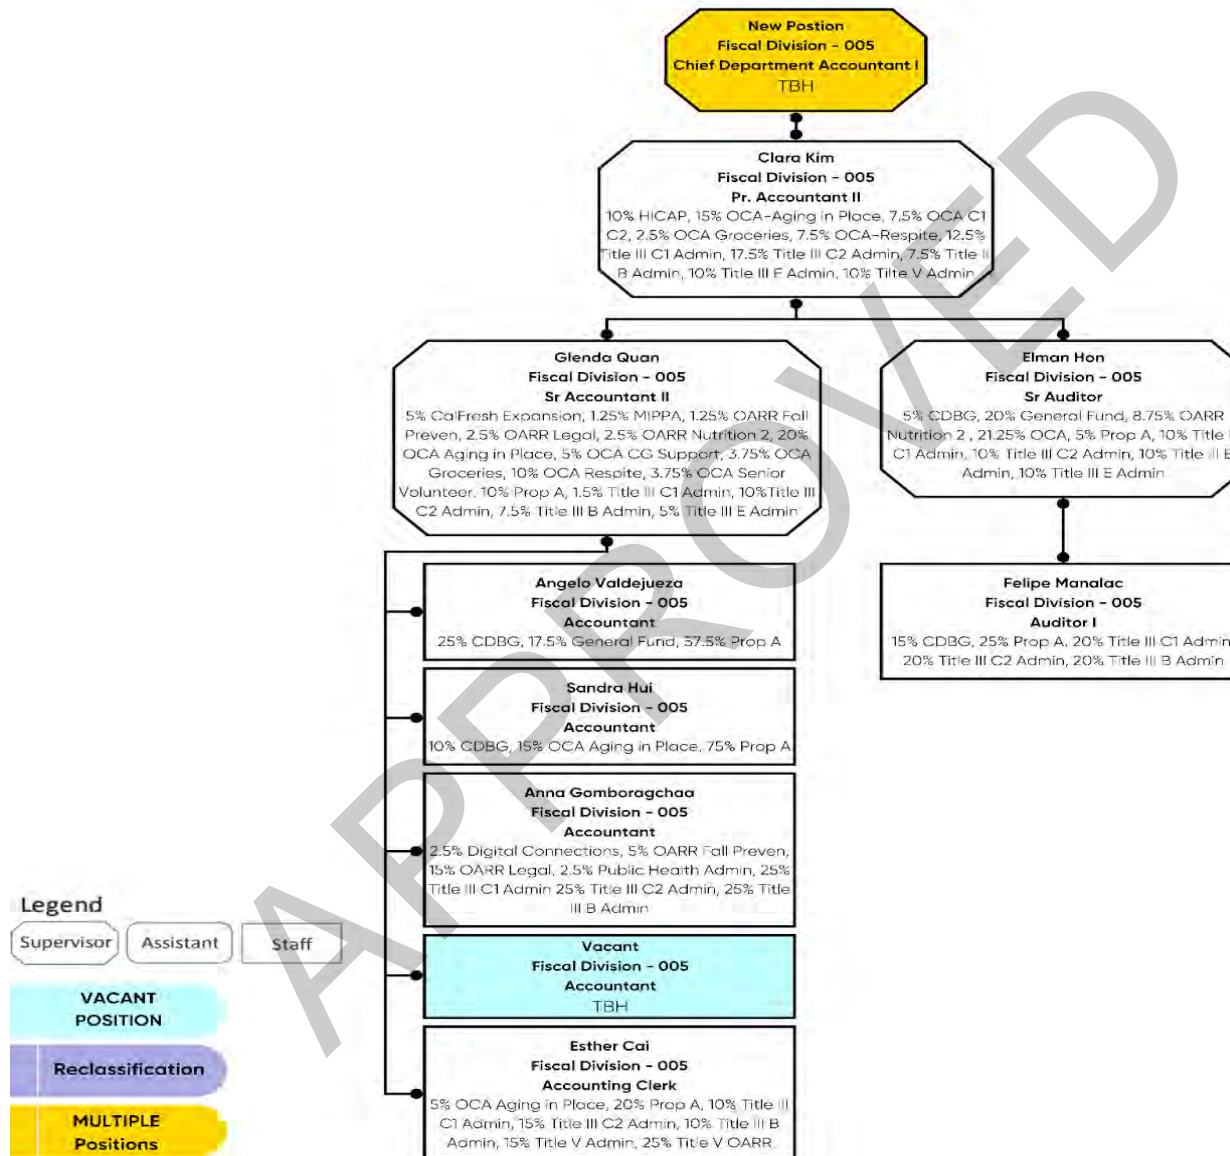 New Postion
Fiscal Division - 005
Chief Department Accountant I
TBH
Clara Kim
Fiscal Division - 005
Pr. Accountant II
10% HICAP, 15% OCA-Aging in Place, 7.5% OCA C1
C2, 2.5% OCA Groceries, 7.5% OCA-Respite, 12.5%
Title III C1 Admin, 17.5% Title III C2 Admin, 7.5% Title II
B Admin, 10% Title III E Admin, 10% Tilte V Admin
Glenda Quan
Fiscal Division - 005
Sr Accountant II
5% CalFresh Expansion, 1.25% MIPPA, 1.25% OARR Fall
Preven, 2.5% OARR Legal, 2.5% OARR Nutrition 2, 20%
OCA Aging in Place, 5% OCA CG Support, 3.75% OCA
Groceries, 10% OCA Respite, 3.75% OCA Senior
Volunteer, 10% Prop A, 1.5% Title III C1 Admin, 10%Title III
C2 Admin, 7.5% Title III B Admin, 5% Title III E Admin
Elman Hon
Fiscal Division - 005
Sr Auditor
5% CDBG, 20% General Fund, 8.75% OARR
Nutrition 2 , 21.25% OCA, 5% Prop A, 10% Title
C1 Admin, 10% Title III C2 Admin, 10% Title III B
Admin, 10% Title III E Admin
Angelo Valdejueza
Fiscal Division - 005
Accountant
25% CDBG, 17.5% General Fund, 57.5% Prop A
Felipe Manalac
Fiscal Division - 005
Auditor I
15% CDBG, 25% Prop A, 20% Title III C1 Admin
20% Title III C2 Admin, 20% Title III B Admin
Sandra Hui
Fiscal Division - 005
Accountant
10% CDBG, 15% OCA Aging in Place, 75% Prop A
Anna Gomboragchaa
Fiscal Division - 005
Accountant
2.5% Digital Connections, 5% OARR Fall Preven,
15% OARR Legal, 2.5% Public Health Admin, 25%
Title III C1 Admin 25% Title III C2 Admin, 25% Title
III B Admin
Vacant
Fiscal Division - 005
Accountant
TBH
Esther Cai
Fiscal Division - 005
Accounting Clerk
5% OCA Aging in Place, 20% Prop A, 10% Title III
C1 Admin, 15% Title III C2 Admin, 10% Title III B
Admin, 15% Title V Admin, 25% Title V OARR
Legend
Supervisor
Assistant
Staff
VACANT
POSITION
Reclassification
MULTIPLE
Positions
APPROVED